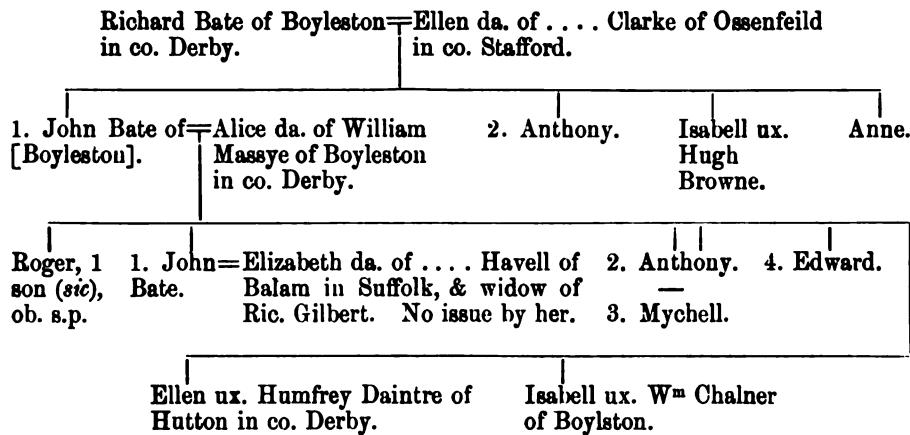 Richard Bate of Boyleston=Ellen da. of .... Clarke of Ossenfeild
in co. Derby.
in co. Stafford.
1. John Bate of=Alice da. of William
[Boyleston].
Massye of Boyleston
in co. Derby.
2. Anthony.
Isabell ux.
Hugh
Browne.
Anne.
Roger, 1
son (sic),
ob. s.p.
1. John=Elizabeth da. of .... Havell of
Bate.
Balam in Suffolk, & widow of
Ric. Gilbert. No issue by her.
2. Anthony.
—
3. Mychell.
4. Edward.
Ellen ux. Humfrey Daintre of
Hutton in co. Derby.
Isabell ux. Wᵐ Chalner
of Boylston.